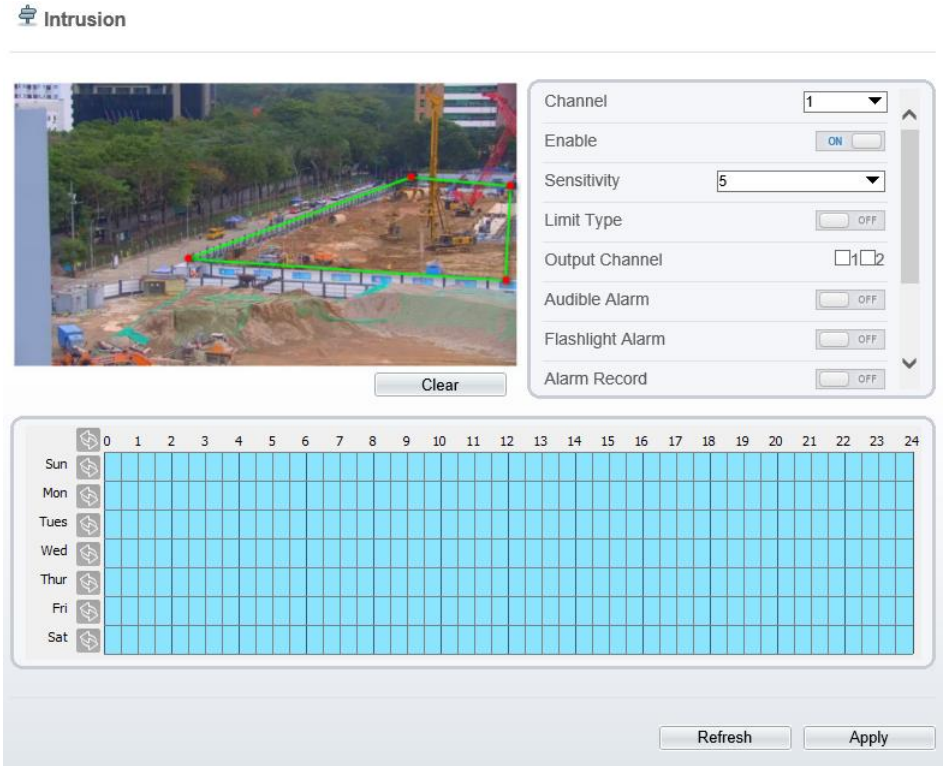 Intrusion
Channel 1
Enable ON
Sensitivity 5
Limit Type OFF
Output Channel 1 2
Audible Alarm OFF
Flashlight Alarm OFF
Alarm Record OFF
Clear
0 1 2 3 4 5 6 7 8 9 10 11 12 13 14 15 16 17 18 19 20 21 22 23 24
Sun
Mon
Tues
Wed
Thur
Fri
Sat
Refresh Apply